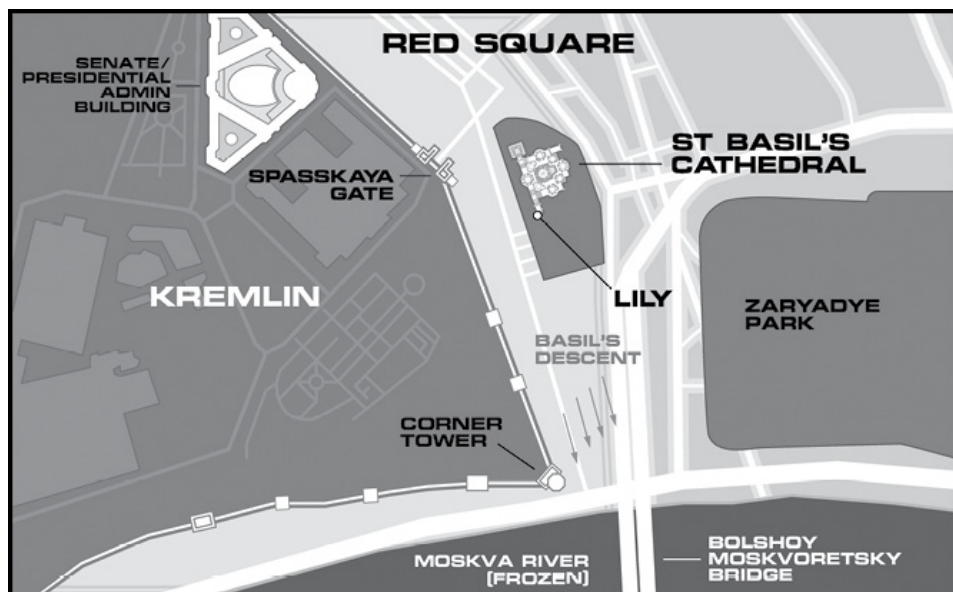 RED SQUARE
SENATE/
PRESIDENTIAL
ADMIN
BUILDING
ST BASIL'S
CATHEDRAL
SPASSKAYA
GATE
KREMLIN
LILY
ZARYADYE
PARK
BASIL'S
DESCENT
CORNER
TOWER
MOSKVA RIVER
(FROZEN)
BOLSHOY
MOSKVORETSKY
BRIDGE